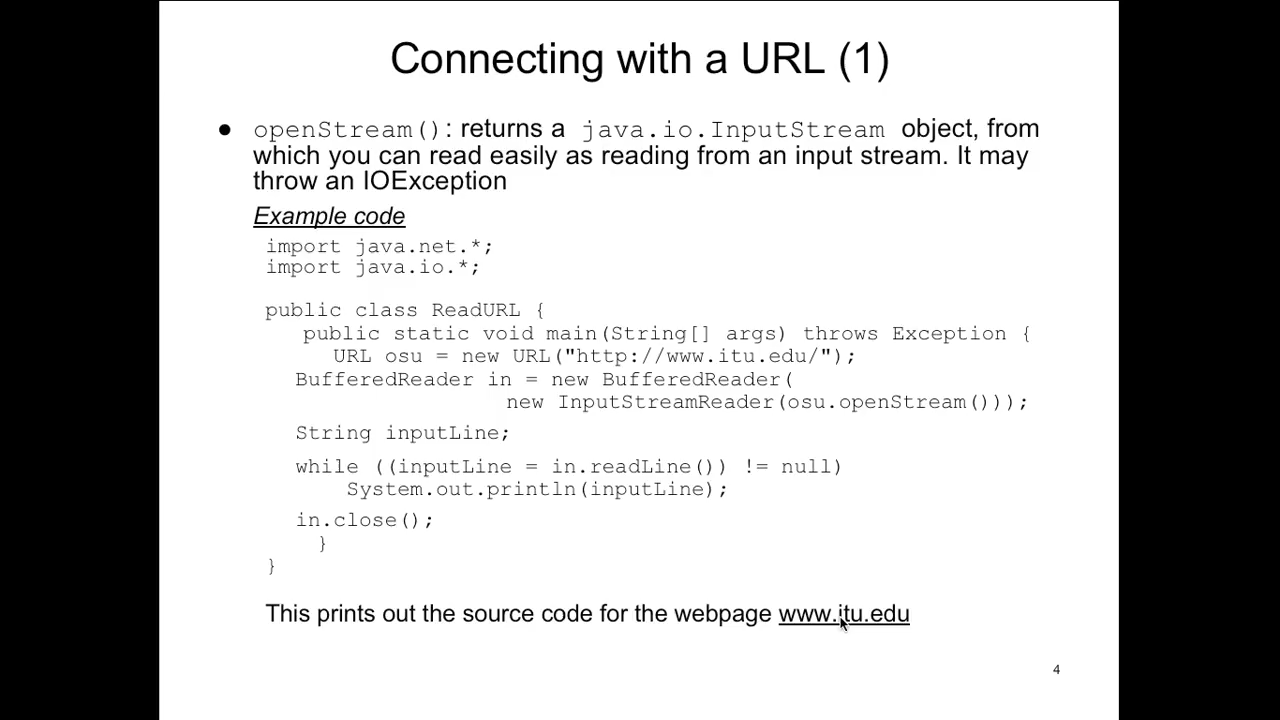 Connecting with a URL (1)
● openStream(): returns a java.io.InputStream object, from
which you can read easily as reading from an input stream. It may
throw an IOException
Example code
import java.net.*;
import java.io.*;
public class ReadURL {
public static void main(String[] args) throws Exception {
URL osu = new URL("http://www.itu.edu/");
BufferedReader in = new BufferedReader(
new InputStreamReader(osu.openStream()));
String inputLine;
while ((inputLine = in.readLine()) != null)
System.out.println(inputLine);
in.close();
}
}
This prints out the source code for the webpage www.itu.edu
4